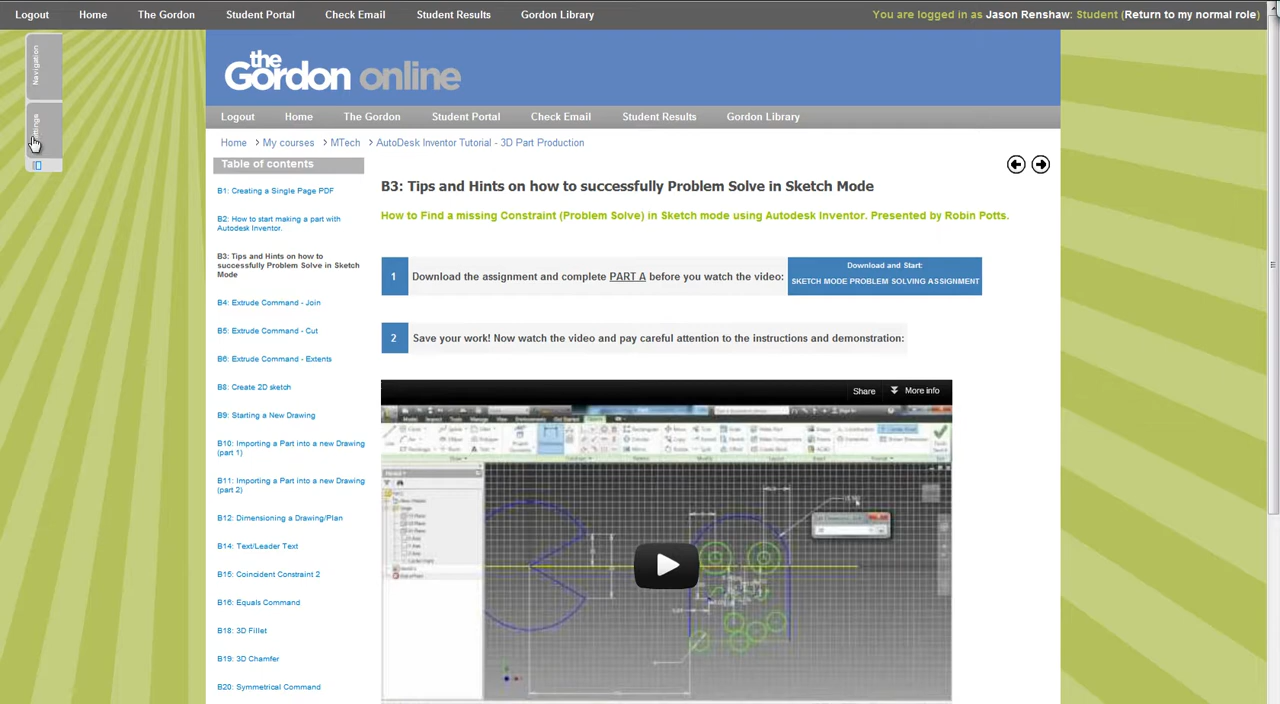 Logout Home The Gordon Student Portal Check Email Student Results Gordon Library You are logged in as Jason Renshaw: Student (Return to my normal role)
Navigation
the
Gordon online
Logout Home The Gordon Student Portal Check Email Student Results Gordon Library
Home > My courses > MTech > AutoDesk Inventor Tutorial - 3D Part Production
Table of contents
B1: Creating a Single Page PDF
B2: How to start making a part with
Autodesk Inventor.
B3: Tips and Hints on how to
successfully Problem Solve in Sketch
Mode
B4: Extrude Command - Join
B5: Extrude Command - Cut
B6: Extrude Command - Extents
B8: Create 2D sketch
B9: Starting a New Drawing
B10: Importing a Part into a new Drawing
(part 1)
B11: Importing a Part into a new Drawing
(part 2)
B12: Dimensioning a Drawing/Plan
B14: Text/Leader Text
B15: Coincident Constraint 2
B16: Equals Command
B18: 3D Fillet
B19: 3D Chamfer
B20: Symmetrical Command
B3: Tips and Hints on how to successfully Problem Solve in Sketch Mode
How to Find a missing Constraint (Problem Solve) in Sketch mode using Autodesk Inventor. Presented by Robin Potts.
1 Download the assignment and complete PART A before you watch the video:
Download and Start:
SKETCH MODE PROBLEM SOLVING ASSIGNMENT
2 Save your work! Now watch the video and pay careful attention to the instructions and demonstration:
Share More info